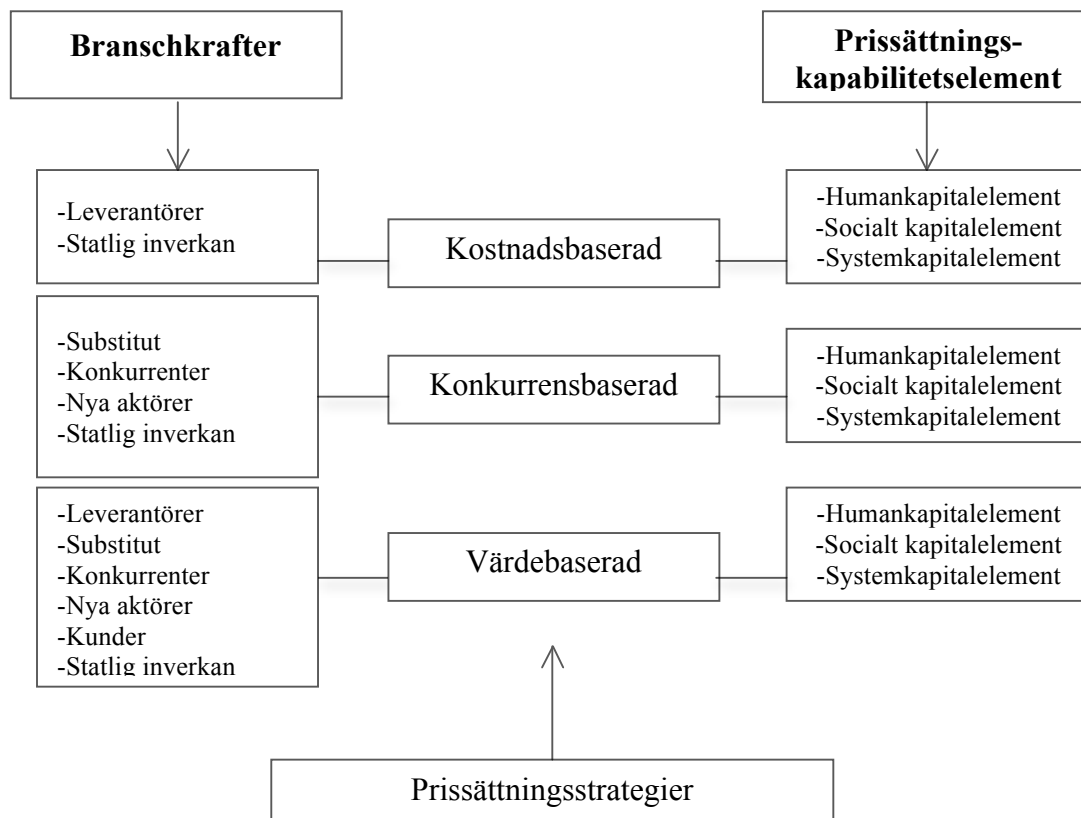 Branschkrafter
Prissättnings-
kapabilitetselement
-Leverantörer
-Statlig inverkan
Kostnadsbaserad
-Humankapitalelement
-Socialt kapitalelement
-Systemkapitalelement
-Substitut
-Konkurrenter
-Nya aktörer
-Statlig inverkan
Konkurrensbaserad
-Humankapitalelement
-Socialt kapitalelement
-Systemkapitalelement
-Leverantörer
-Substitut
-Konkurrenter
-Nya aktörer
-Kunder
-Statlig inverkan
Värdebaserad
-Humankapitalelement
-Socialt kapitalelement
-Systemkapitalelement
Prissättningsstrategier